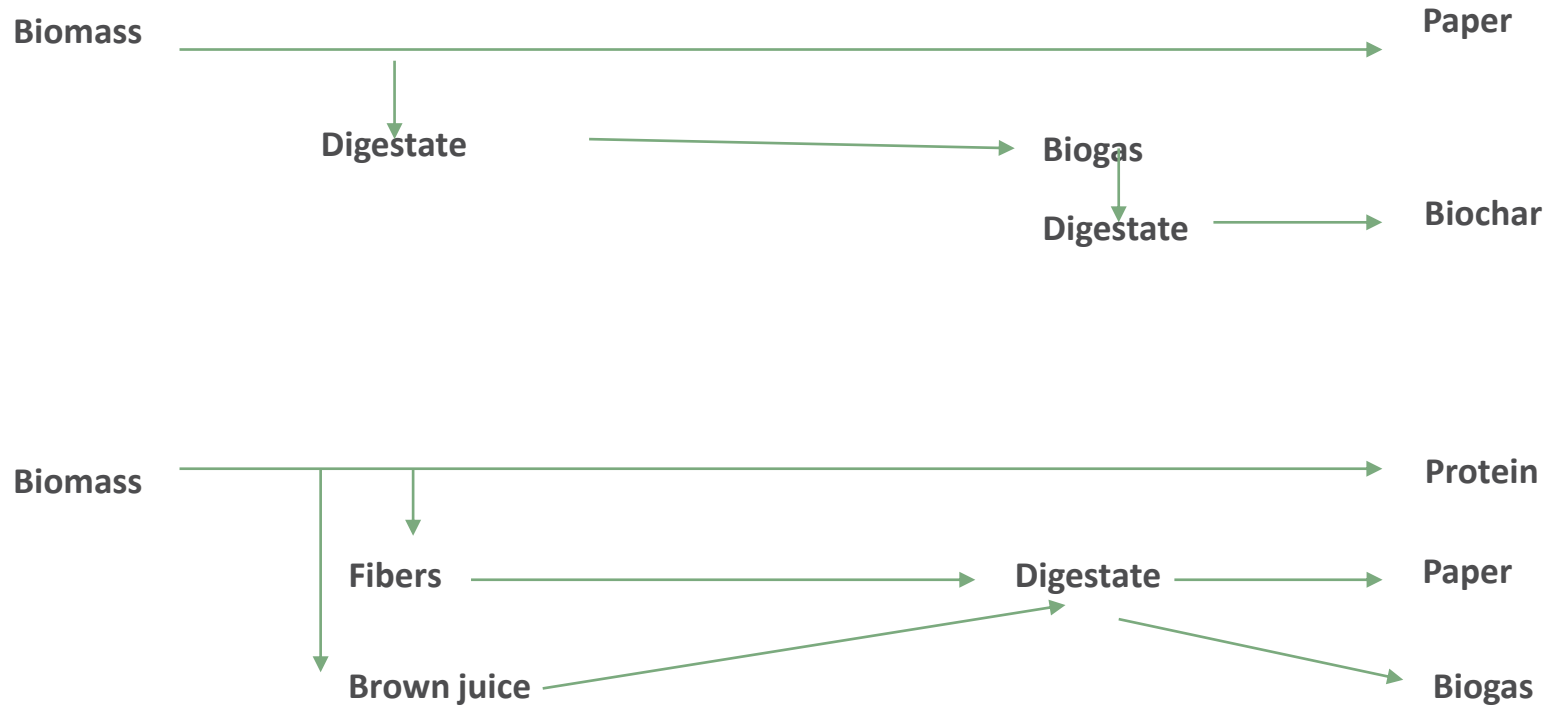 Biomass
Paper
Digestate
Biogas
Digestate
Biochar
Biomass
Protein
Fibers
Digestate
Paper
Brown juice
Biogas